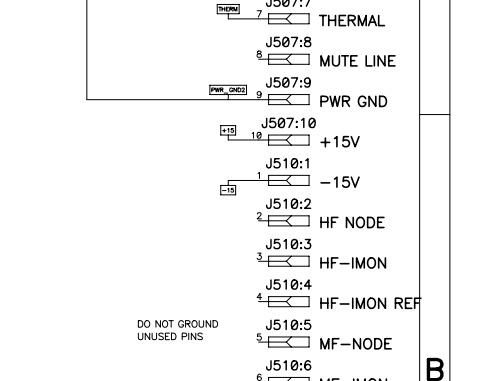 J507:7
THERM
7
THERMAL
J507:8
8
MUTE LINE
J507:9
PWR_GND2
9
PWR GND
J507:10
+15
10
+15V
J510:1
1
-15V
-15
J510:2
2
HF NODE
J510:3
3
HF-IMON
J510:4
4
HF-IMON REF
DO NOT GROUND
UNUSED PINS
J510:5
5
MF-NODE
J510:6
6
MF-IMON
B